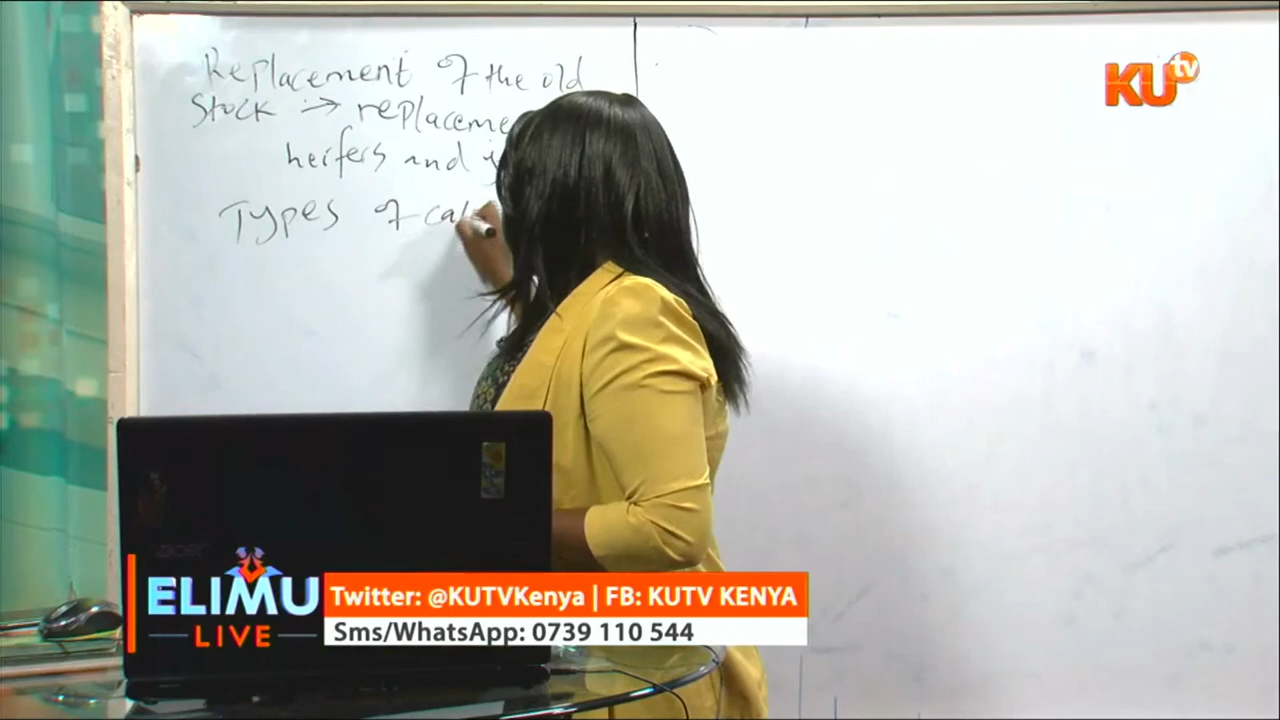 Replacement of the old
Stock → replaceme
heifers and
Types of cal
KU tv
ELIMU
LIVE
Twitter: @KUTVKenya | FB: KUTV KENYA
Sms/WhatsApp: 0739 110 544